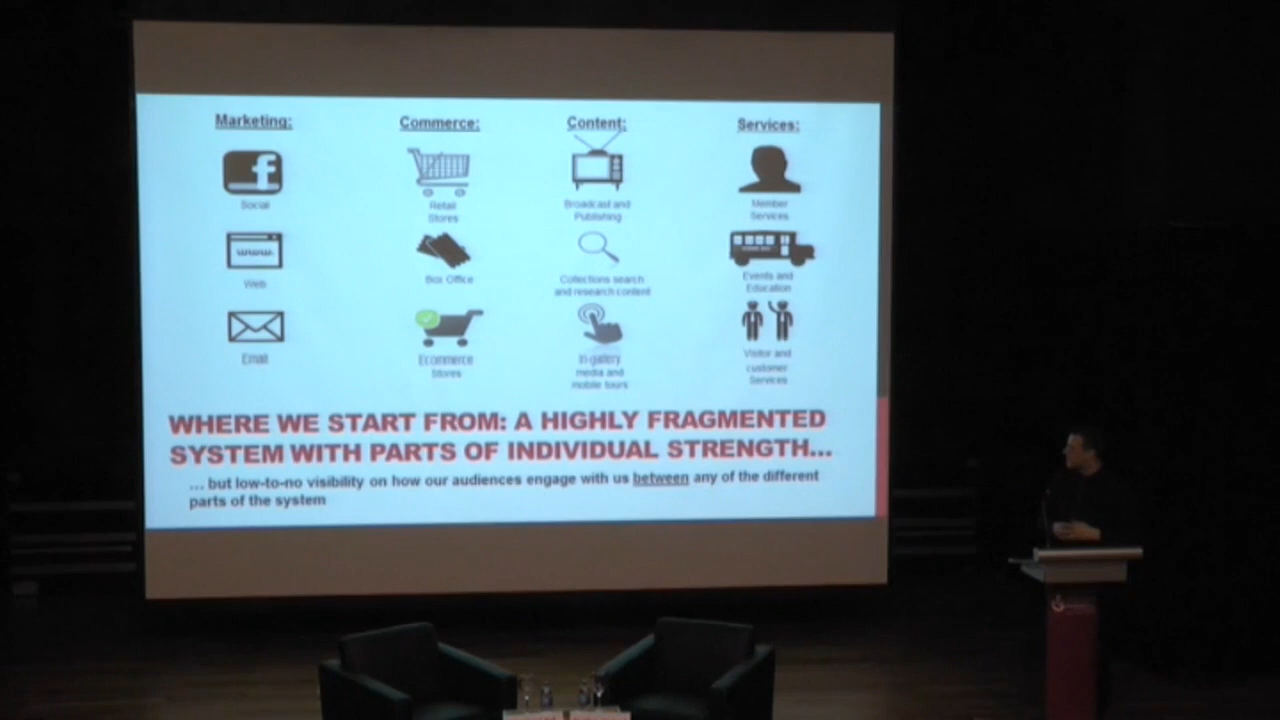 Marketing:
Commerce:
Content:
Services:
f
Social
Retail
Stores
Broadcast and
Publishing
Member
Services
www.
Web
Box Office
Collections search
and research content
Events and
Education
Email
Ecommerce
Stores
In-gallery
media and
mobile tours
Visitor and
customer
Services
WHERE WE START FROM: A HIGHLY FRAGMENTED
SYSTEM WITH PARTS OF INDIVIDUAL STRENGTH...
... but low-to-no visibility on how our audiences engage with us between any of the different
parts of the system